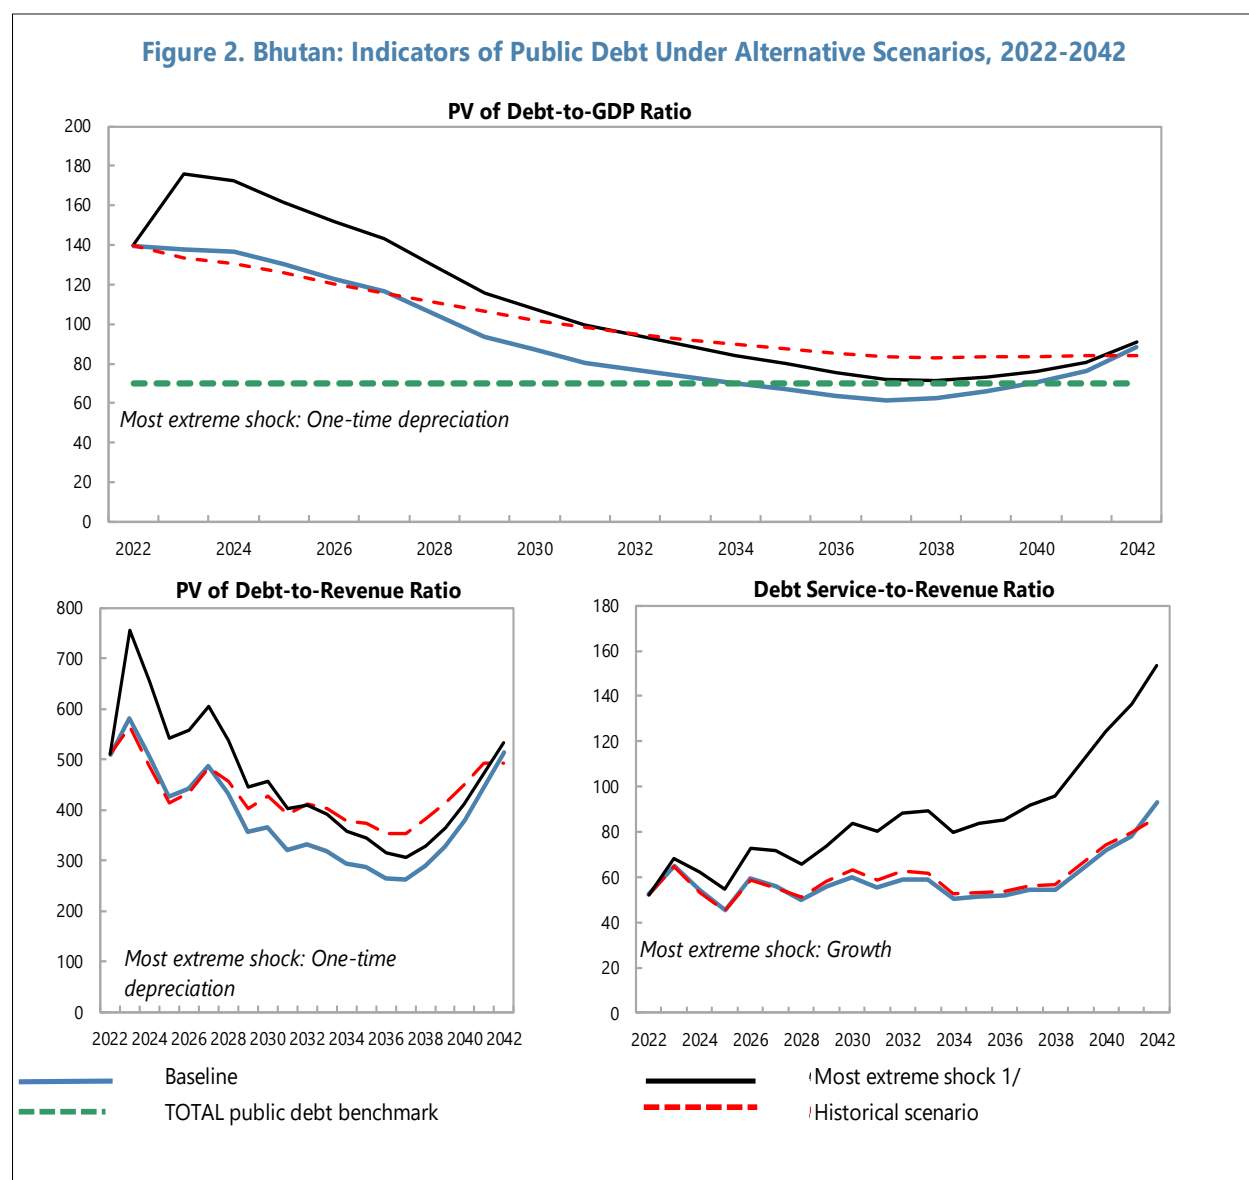 Figure 2. Bhutan: Indicators of Public Debt Under Alternative Scenarios, 2022-2042
PV of Debt-to-GDP Ratio
200
180
160
140
120
100
80
60
40
20
0
Most extreme shock: One-time depreciation
2022 2024 2026 2028 2030 2032 2034 2036 2038 2040 2042
PV of Debt-to-Revenue Ratio
800
700
600
500
400
300
200
100
0
Most extreme shock: One-time
depreciation
2022 2024 2026 2028 2030 2032 2034 2036 2038 2040 2042
Debt Service-to-Revenue Ratio
180
160
140
120
100
80
60
40
20
0
Most extreme shock: Growth
2022 2024 2026 2028 2030 2032 2034 2036 2038 2040 2042
Baseline
Most extreme shock 1/
TOTAL public debt benchmark
Historical scenario